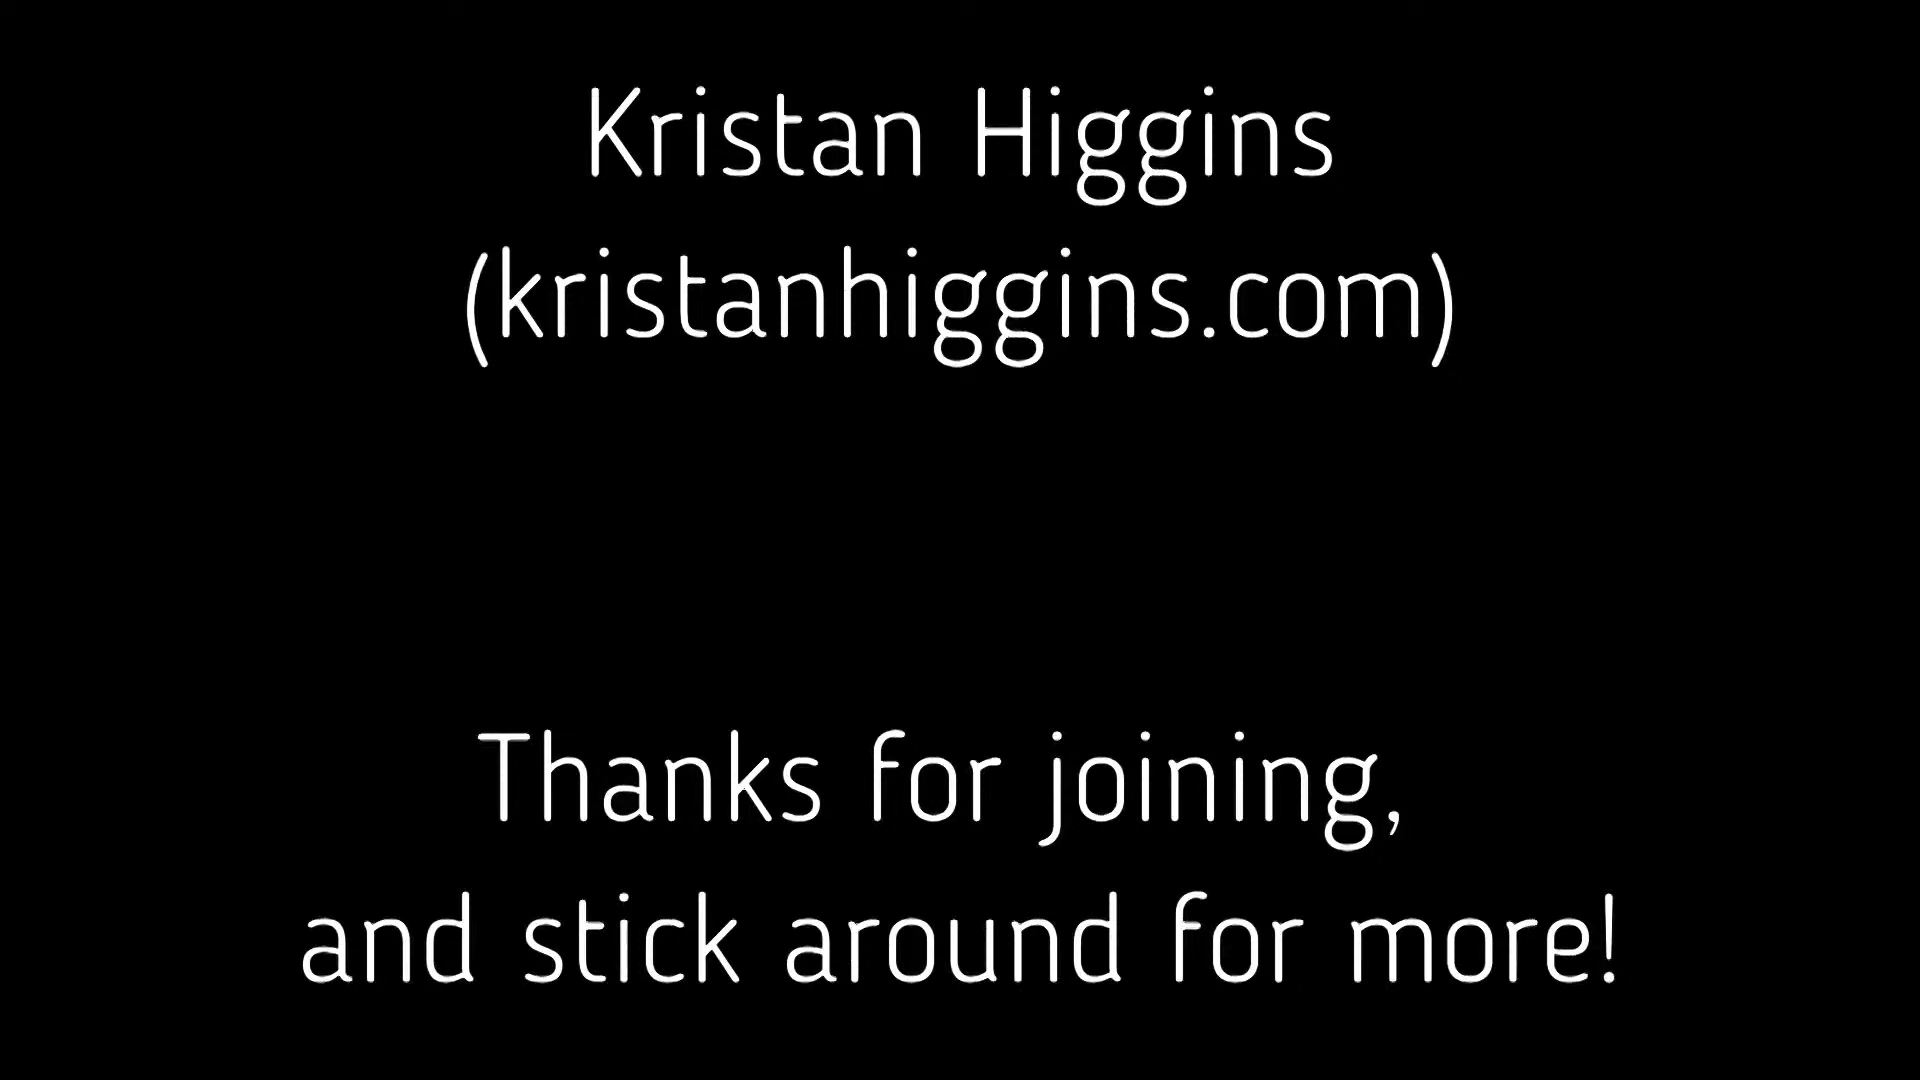 Kristan Higgins
(kristanhiggins.com)
Thanks for joining,
and stick around for more!